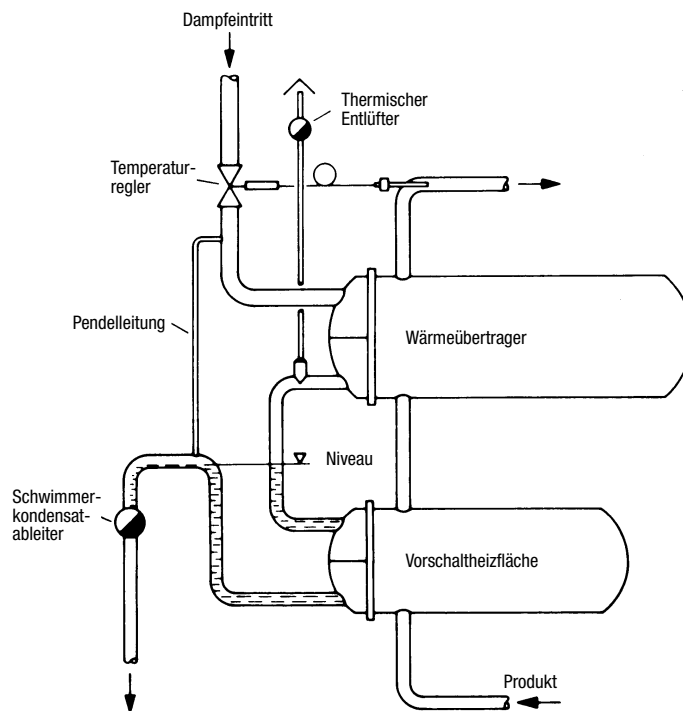 Dampfeintritt
Thermischer
Entlüfter
Temperatur-
regler
Pendelleitung
Wärmeübertrager
Niveau
Schwimmer-
kondensat-
ableiter
Vorschaltheizfläche
Produkt